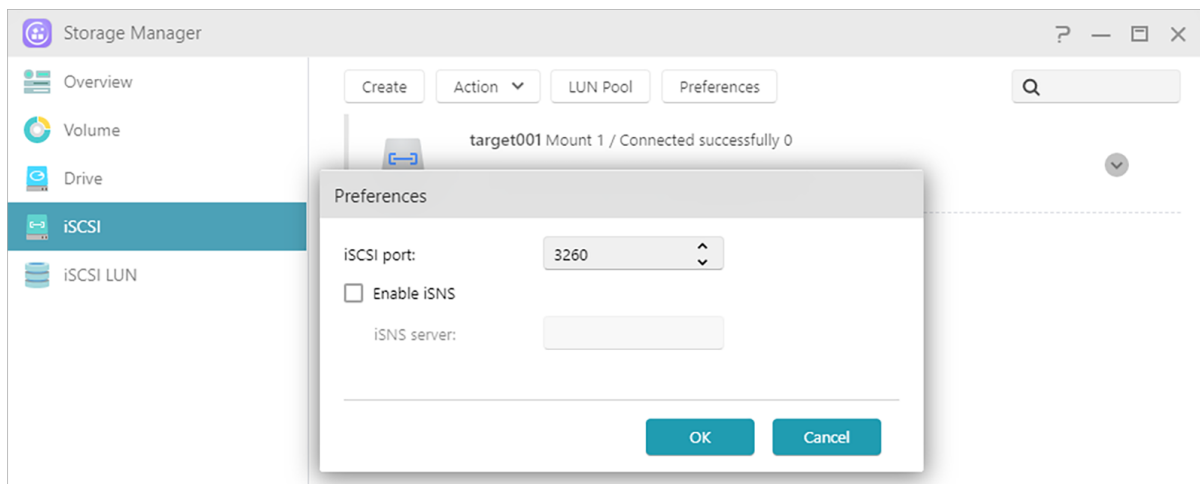 Storage Manager
Overview
Volume
Drive
iSCSI
iSCSI LUN
Create Action LUN Pool Preferences
target001 Mount 1 / Connected successfully 0
Preferences
iSCSI port: 3260
Enable iSNS
iSNS server:
OK Cancel